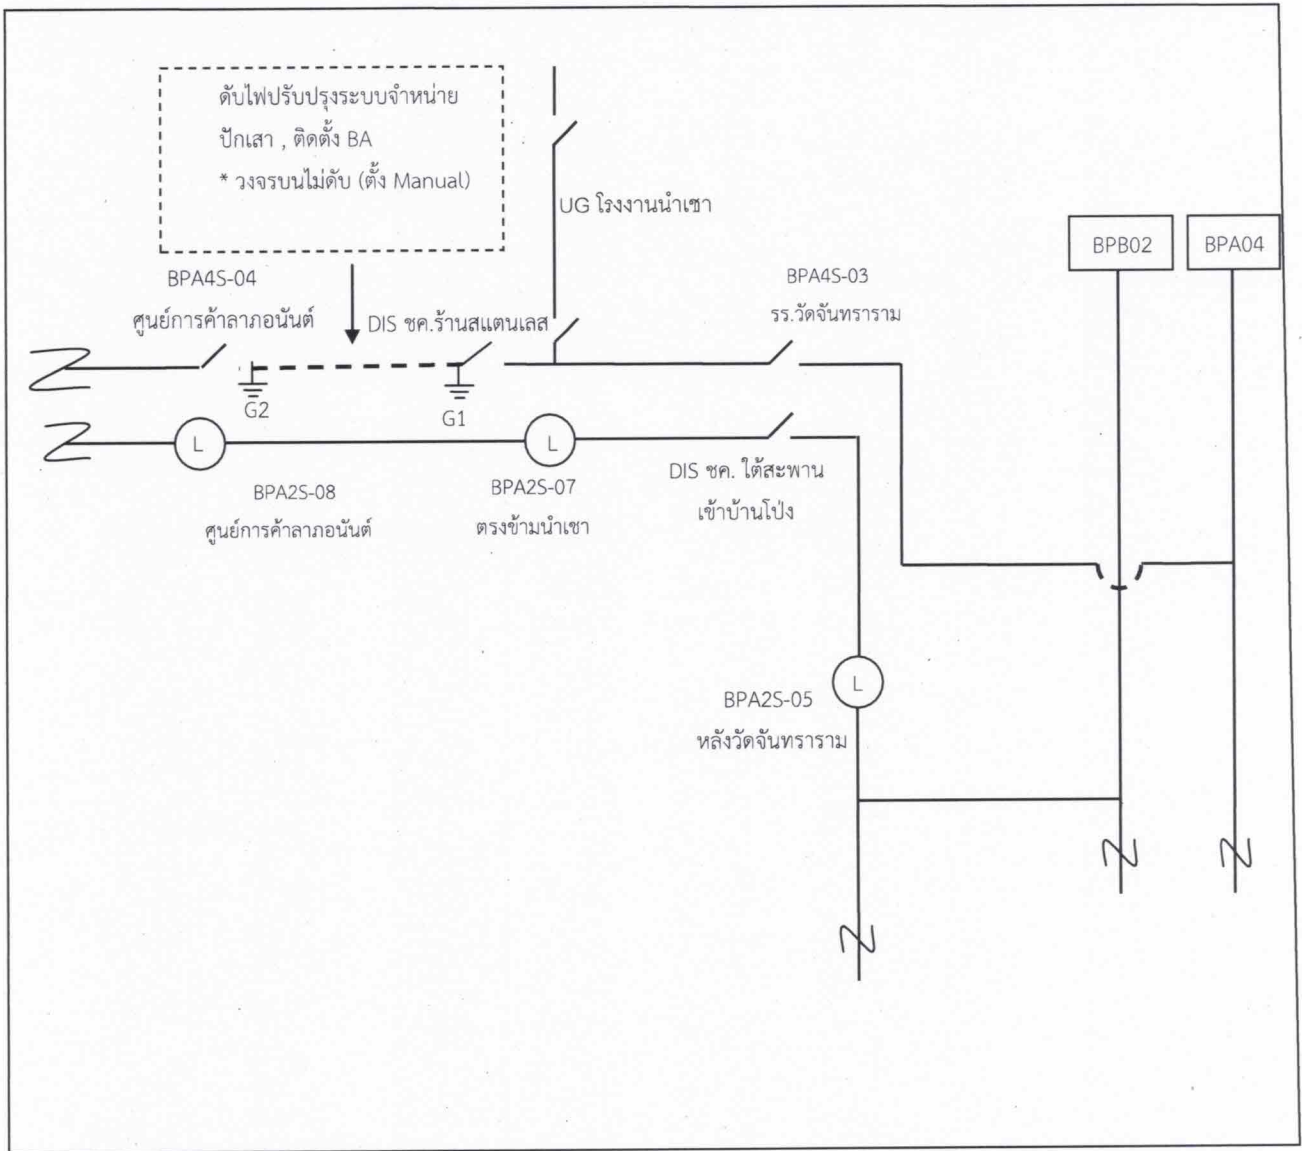 ดับไฟปรับปรุงระบบจำหน่าย
ปักเสา , ติดตั้ง BA
* วงจรบนไม่ดับ (ตั้ง Manual)
UG โรงงานนำเชา
BPB02
BPA04
BPA4S-04
ศูนย์การค้าลาภอนันต์
DIS ชค.ร้านสแตนเลส
BPA4S-03
รร.วัดจันทราราม
G2
G1
L
L
BPA2S-08
ศูนย์การค้าลาภอนันต์
BPA2S-07
ตรงข้ามนำเชา
DIS ชค. ใต้สะพาน
เข้าบ้านโป่ง
L
BPA2S-05
หลังวัดจันทราราม